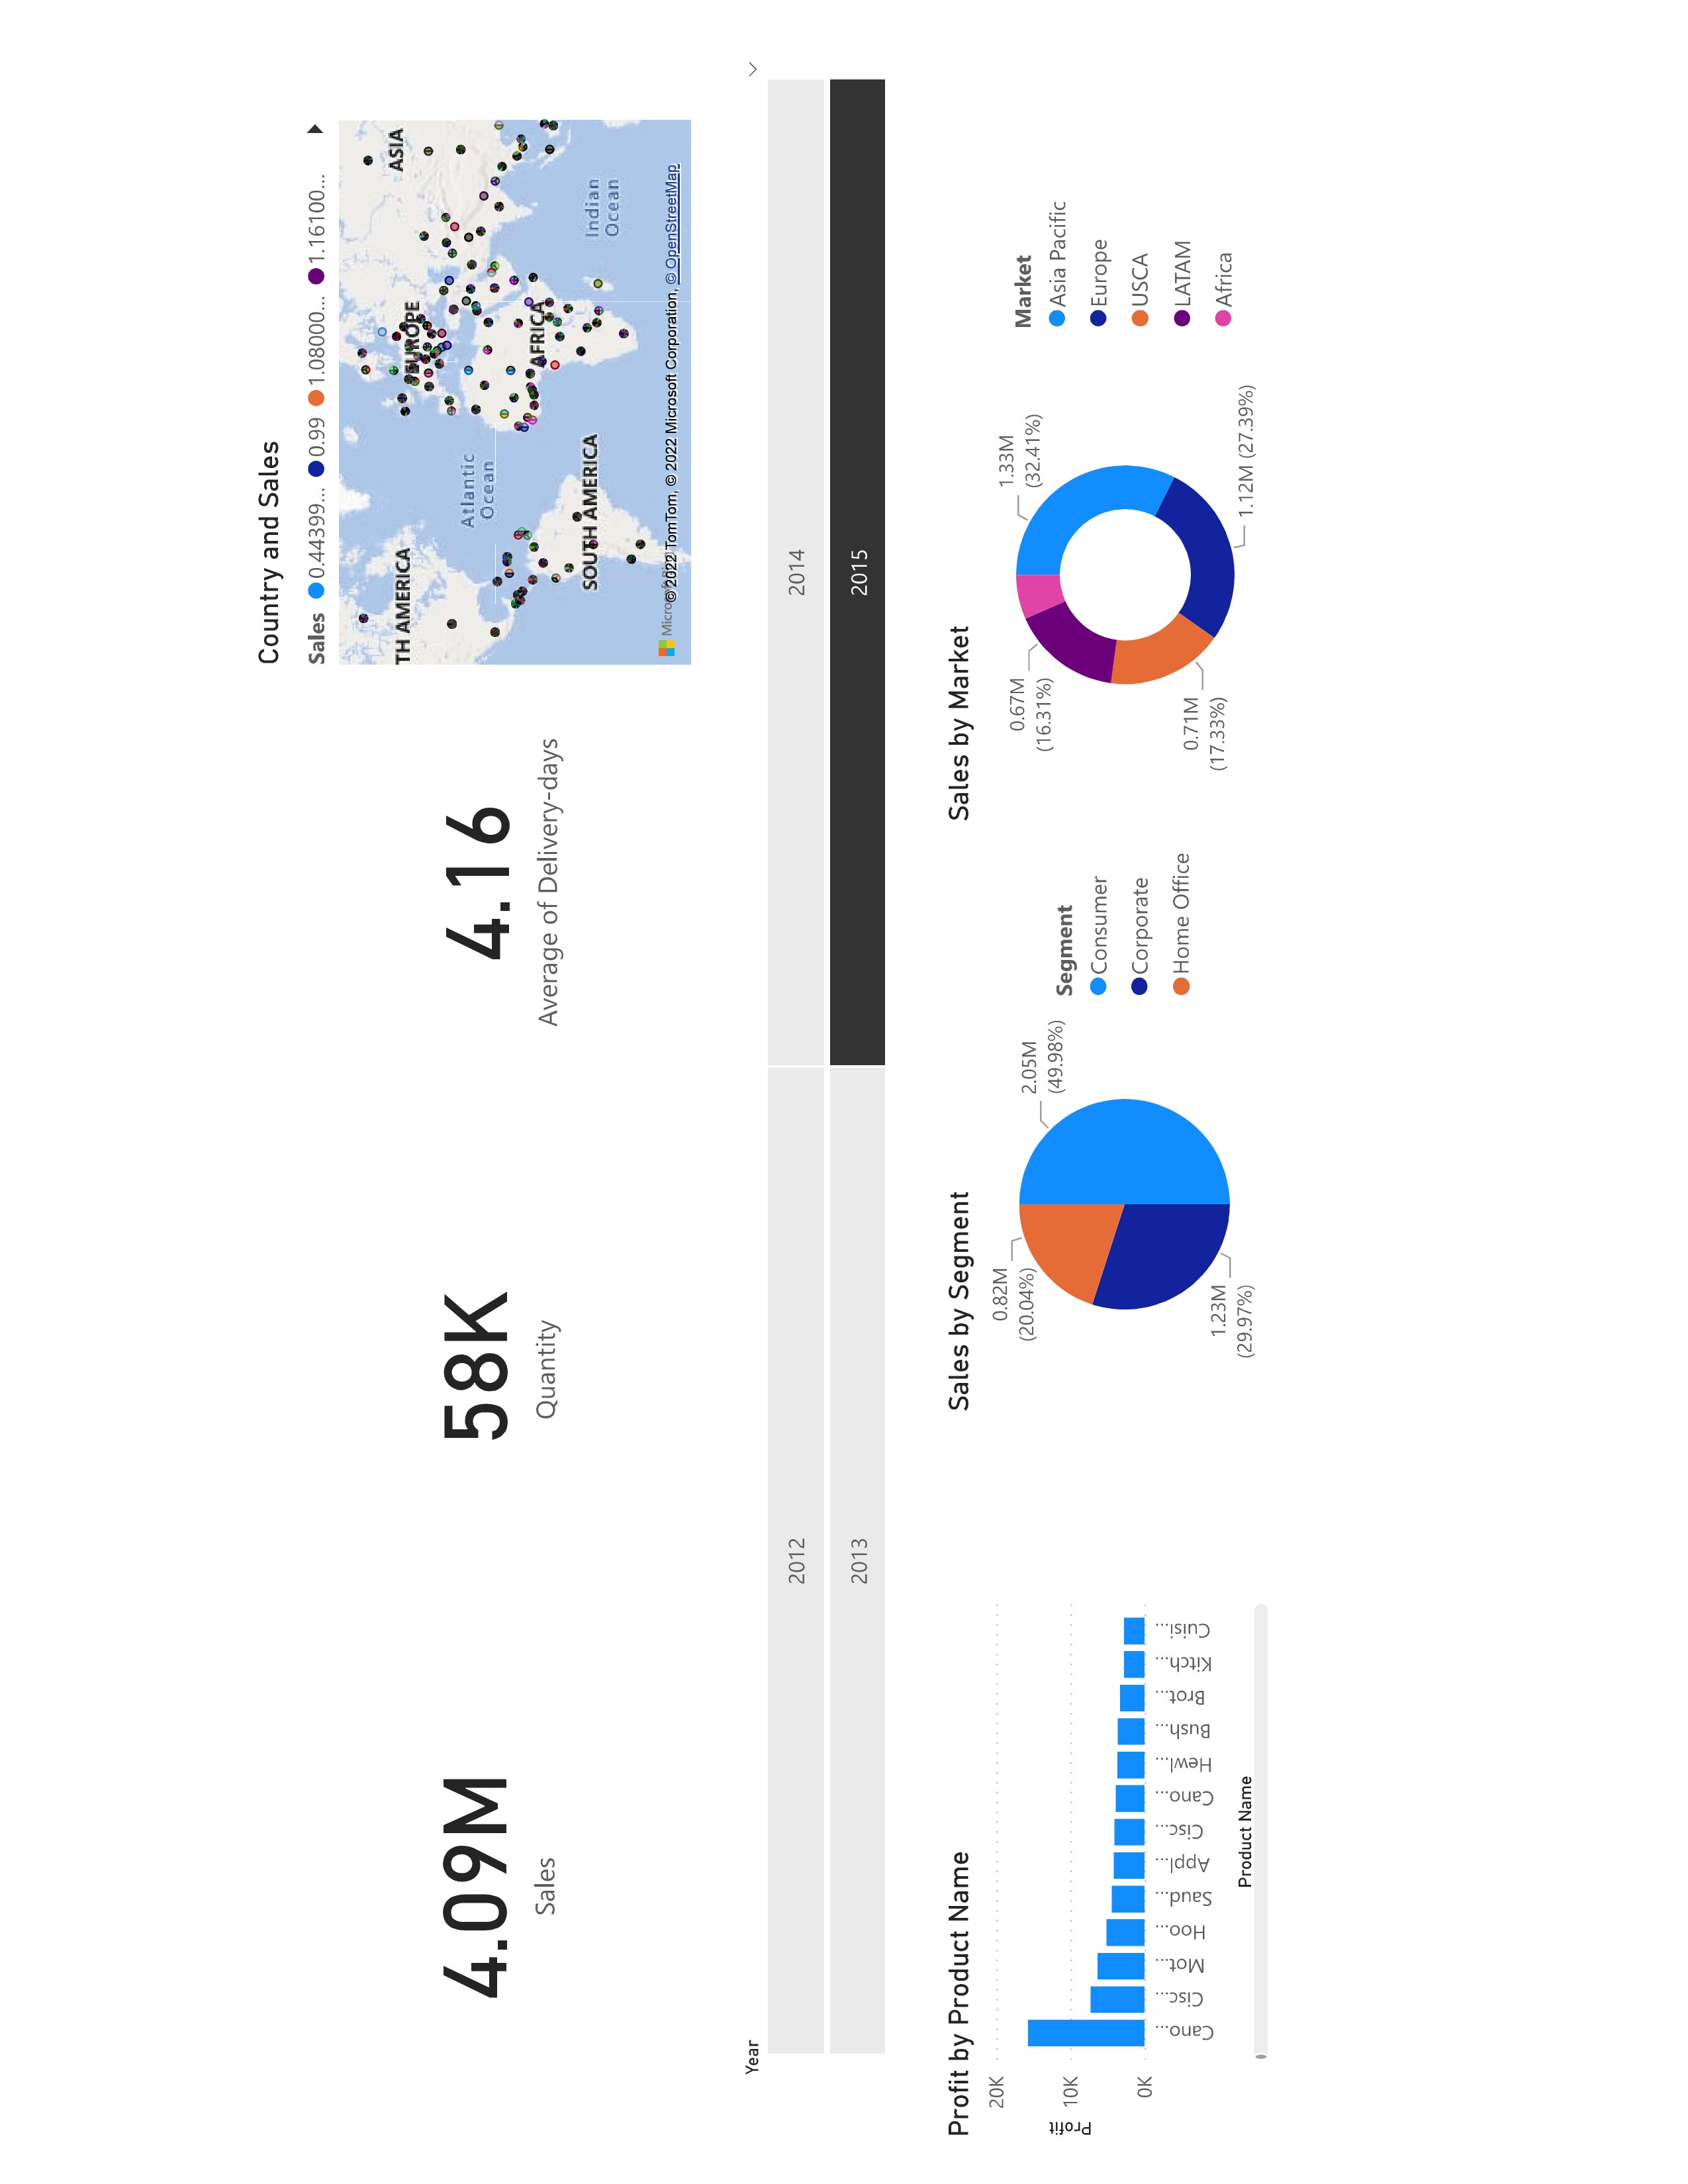 4.09M
Sales
58K
Quantity
4.16
Average of Delivery-days
Country and Sales
Sales 0.44399... 0.99 1.08000... 1.16100...
TH AMERICA
EUROPE
ASIA
Atlantic
Ocean
AFRICA
Indian
Ocean
SOUTH AMERICA
© 2022 TomTom, © 2022 Microsoft Corporation, © OpenStreetMap
Year
2012
2014
2013
2015
Profit by Product Name
20K
10K
0K
Profit
Cano...
Cisc...
Mot...
Hoo...
Saud...
Appl...
Cisc...
Cano...
Hewl...
Bush...
Brot...
Kitch...
Cuisi...
Product Name
Sales by Segment
0.82M
(20.04%)
2.05M
(49.98%)
1.23M
(29.97%)
Segment
Consumer
Corporate
Home Office
Sales by Market
0.67M
(16.31%)
1.33M
(32.41%)
0.71M
(17.33%)
1.12M (27.39%)
Market
Asia Pacific
Europe
USCA
LATAM
Africa